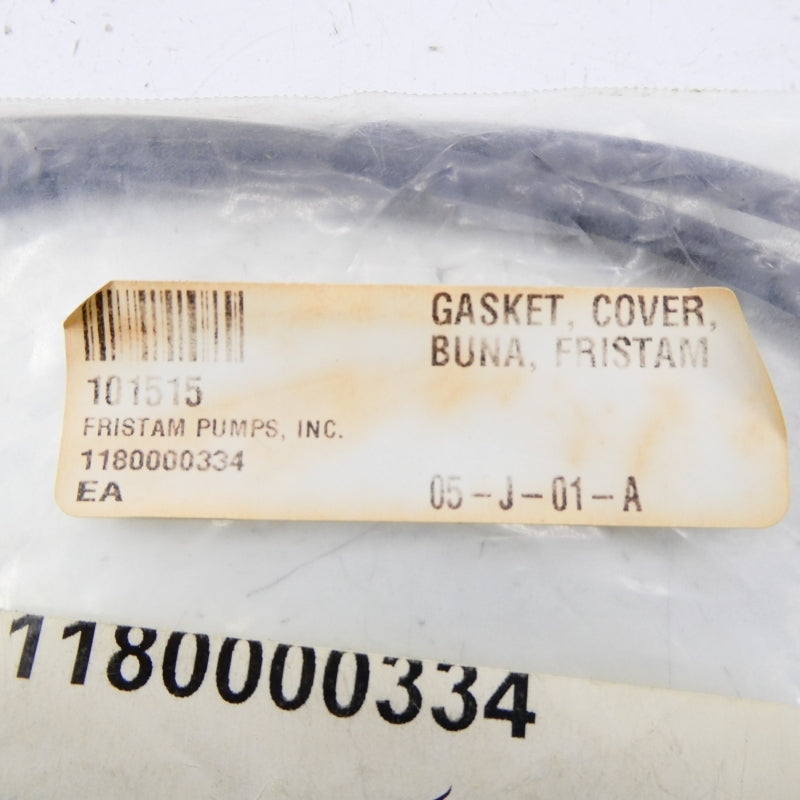 101515
FRISTAM PUMPS, INC.
1180000334
EA
GASKET, COVER,
BUNA, FRISTAM
05-J-01-A
1180000334